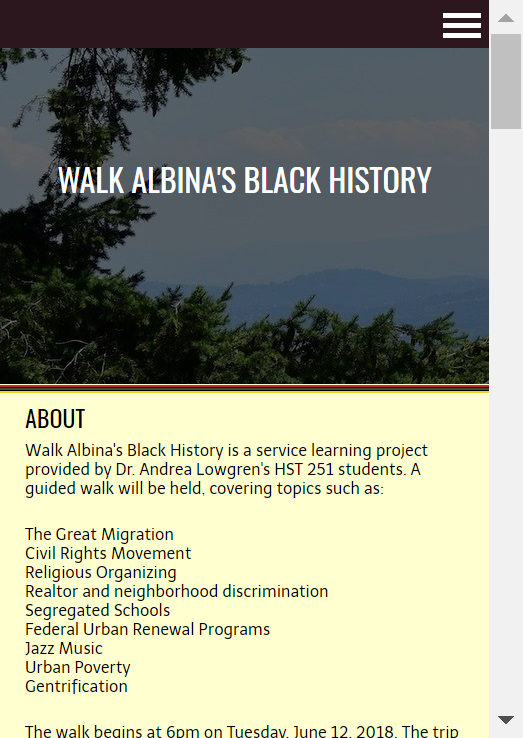 WALK ALBINA'S BLACK HISTORY
ABOUT
Walk Albina's Black History is a service learning project
provided by Dr. Andrea Lowgren's HST 251 students. A
guided walk will be held, covering topics such as:
The Great Migration
Civil Rights Movement
Religious Organizing
Realtor and neighborhood discrimination
Segregated Schools
Federal Urban Renewal Programs
Jazz Music
Urban Poverty
Gentrification
The walk begins at 6pm on Tuesday, June 12, 2018. The trip